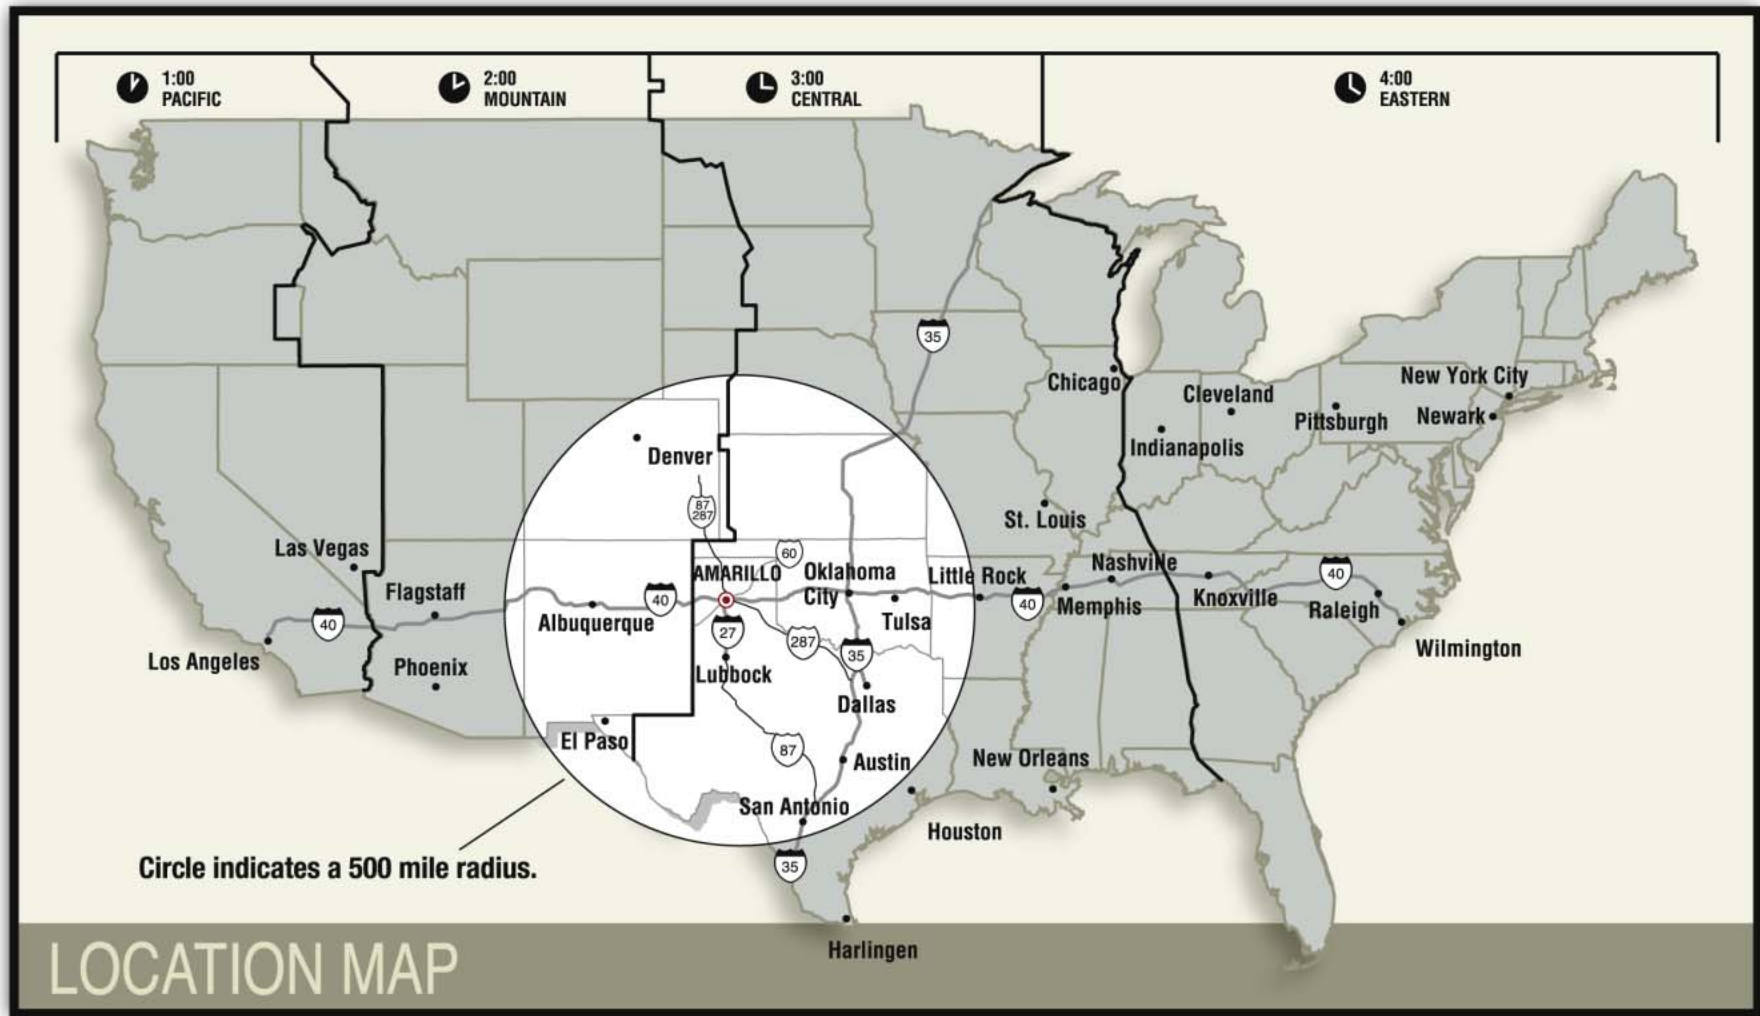 1:00
PACIFIC
2:00
MOUNTAIN
3:00
CENTRAL
4:00
EASTERN
35
Chicago
Cleveland
New York City
Pittsburgh
Newark
Indianapolis
Denver
87
287
St. Louis
Las Vegas
60
Nashville
Flagstaff
AMARILLO
Oklahoma
City
Little Rock
40
40
40
40
Albuquerque
Tulsa
Memphis
Knoxville
Raleigh
27
287
35
Los Angeles
Phoenix
Lubbock
Wilmington
Dallas
El Paso
87
Austin
New Orleans
San Antonio
Houston
35
Circle indicates a 500 mile radius.
Harlingen
LOCATION MAP